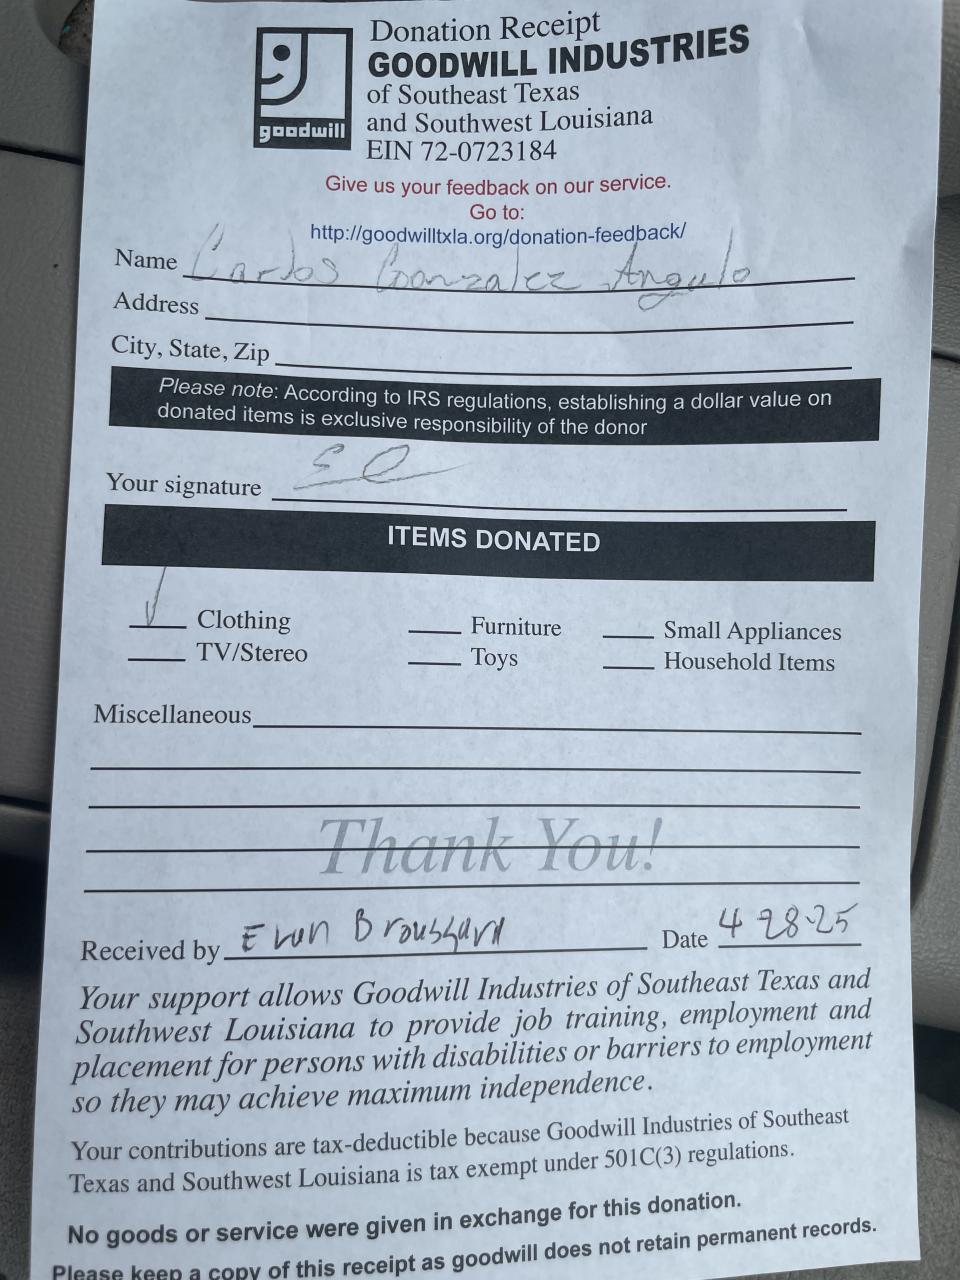 Donation Receipt
GOODWILL INDUSTRIES
of Southeast Texas
and Southwest Louisiana
EIN 72-0723184
goodwill
Give us your feedback on our service.
Go to:
http://goodwilltxla.org/donation-feedback/
Name Carlos Gonzalez Angulo
Address
City, State, Zip
Please note: According to IRS regulations, establishing a dollar value on
donated items is exclusive responsibility of the donor
Your signature
ITEMS DONATED
Clothing Furniture Small Appliances
TV/Stereo Toys Household Items
Miscellaneous
Thank You!
Received by Evan Broussard Date 4 28-25
Your support allows Goodwill Industries of Southeast Texas and
Southwest Louisiana to provide job training, employment and
placement for persons with disabilities or barriers to employment
so they may achieve maximum independence.
Your contributions are tax-deductible because Goodwill Industries of Southeast
Texas and Southwest Louisiana is tax exempt under 501C(3) regulations.
No goods or service were given in exchange for this donation.
Please keep a copy of this receipt as goodwill does not retain permanent records.